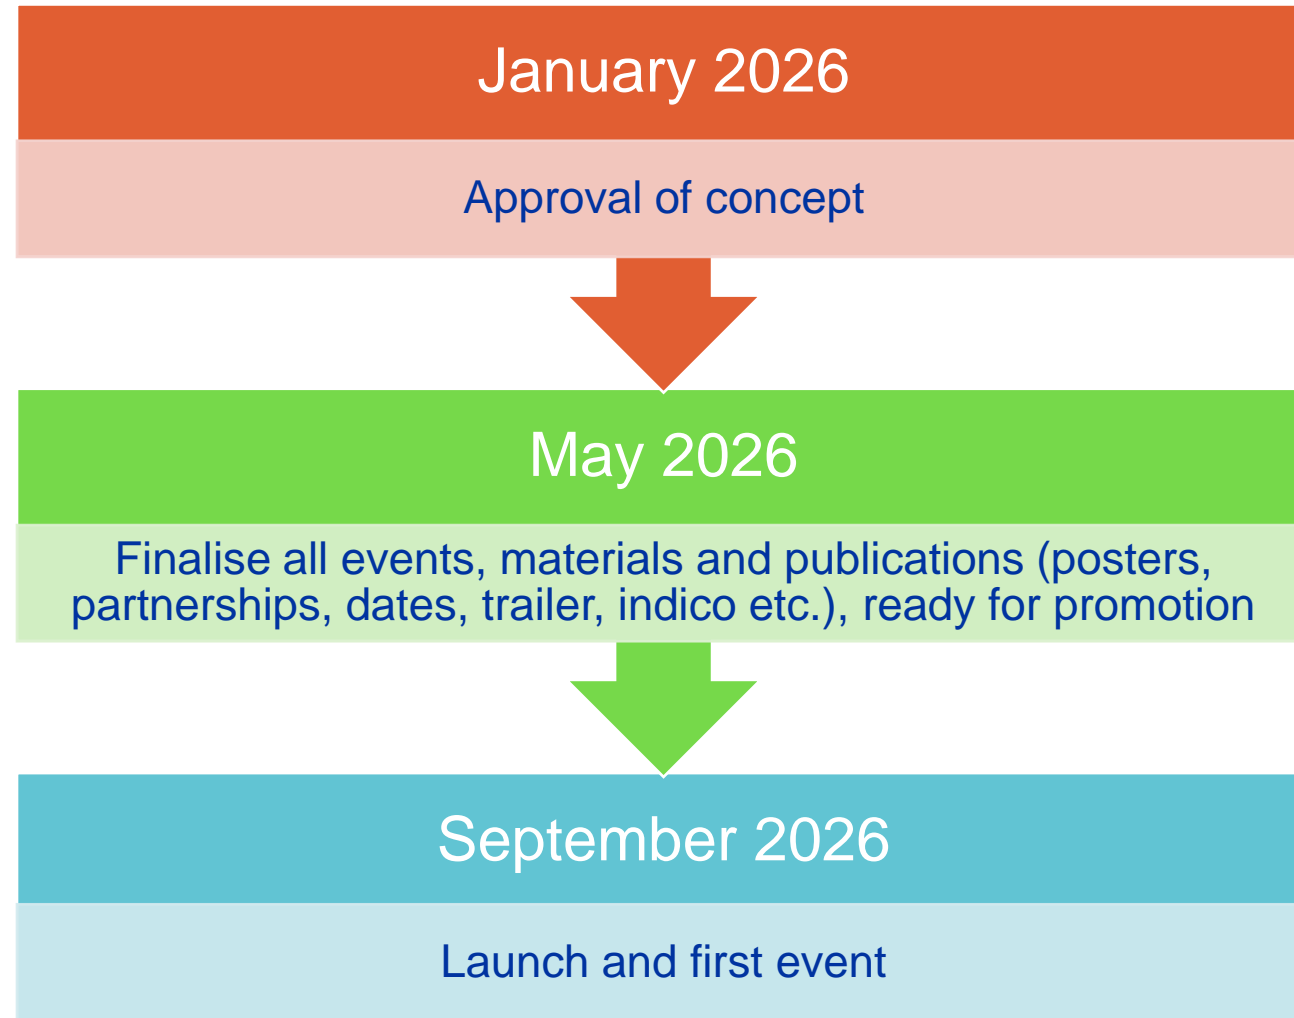 January 2026
Approval of concept
May 2026
Finalise all events, materials and publications (posters,
partnerships, dates, trailer, indico etc.), ready for promotion
September 2026
Launch and first event